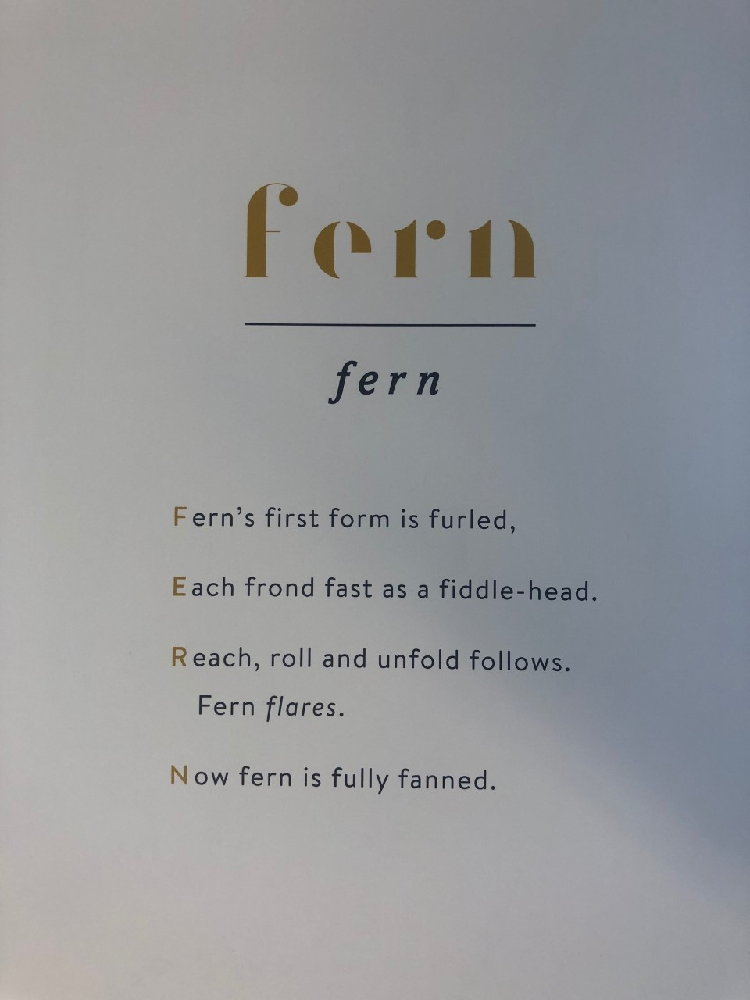 fern
fern
Fern’s first form is furled,
Each frond fast as a fiddle-head.
Reach, roll and unfold follows.
Fern flares.
Now fern is fully fanned.